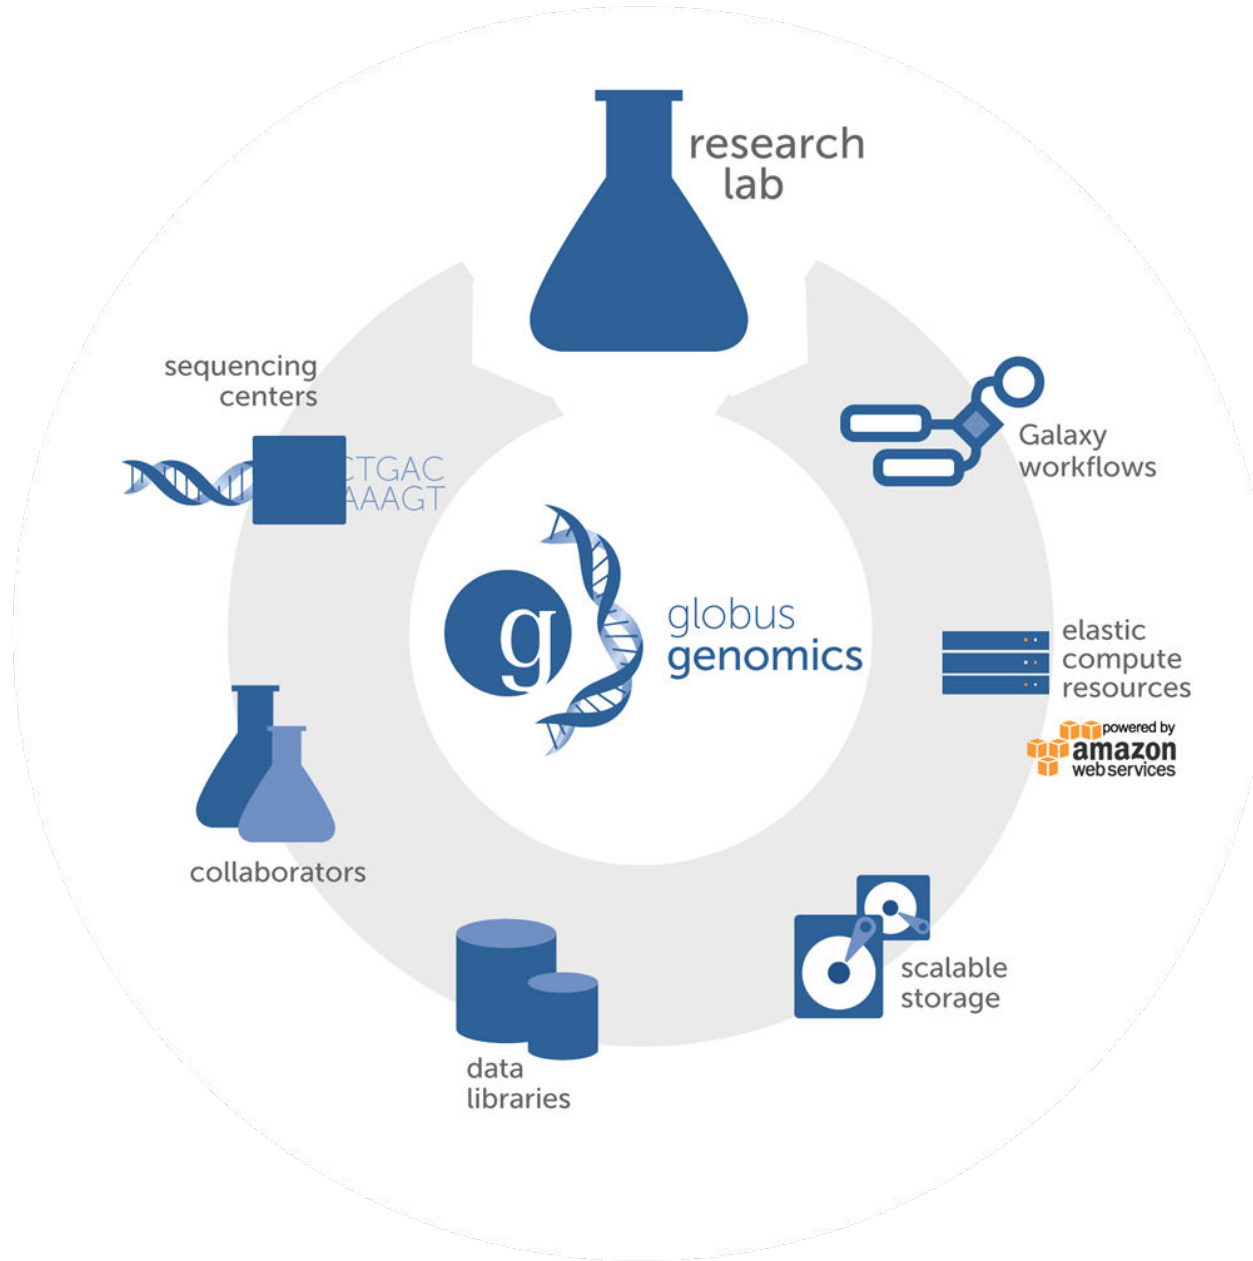 research
lab
sequencing
centers
CTGAC
AAAGT
Galaxy
workflows
g
globus
genomics
elastic
compute
resources
powered by
amazon
webservices
collaborators
scalable
storage
data
libraries